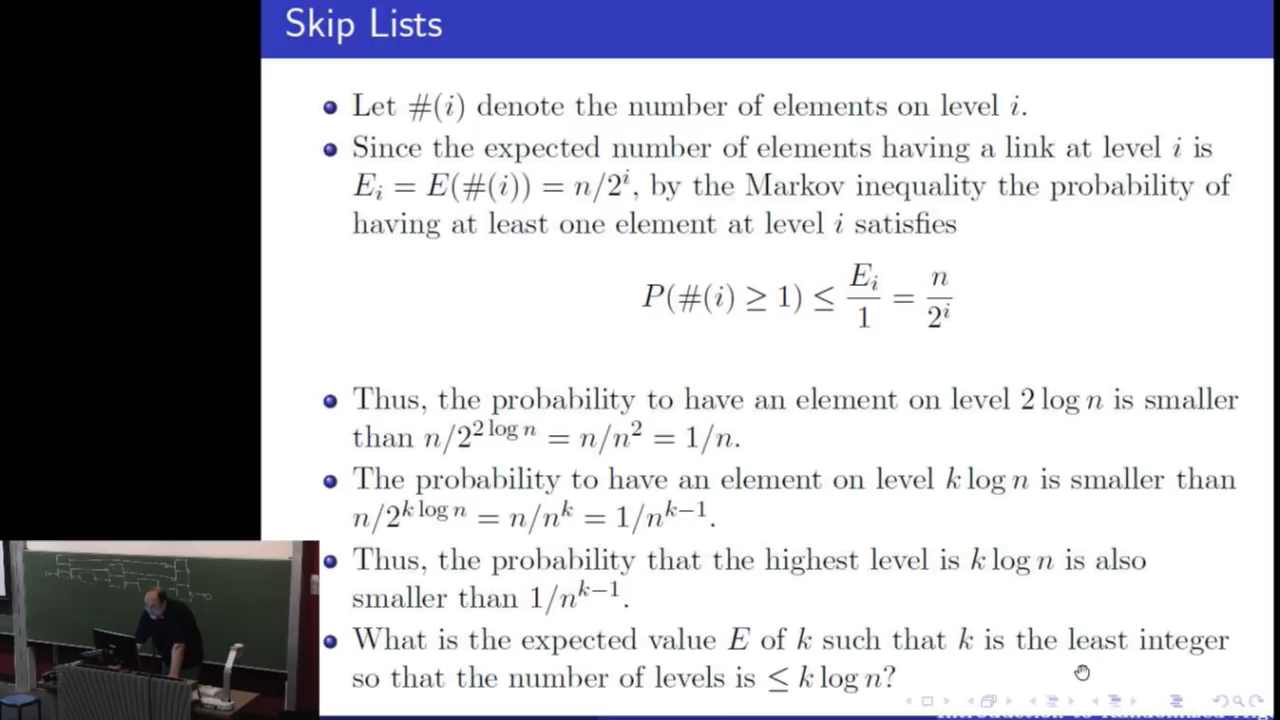 Skip Lists
Let #(i) denote the number of elements on level i.
Since the expected number of elements having a link at level i is
E_i = E(#(i)) = n/2^i, by the Markov inequality the probability of
having at least one element at level i satisfies
P(#(i) ≥ 1) ≤ E_i/1 = n/2^i
Thus, the probability to have an element on level 2 log n is smaller
than n/2^{2 log n} = n/n^2 = 1/n.
The probability to have an element on level k log n is smaller than
n/2^{k log n} = n/n^k = 1/n^{k−1}.
Thus, the probability that the highest level is k log n is also
smaller than 1/n^{k−1}.
What is the expected value E of k such that k is the least integer
so that the number of levels is ≤ k log n?